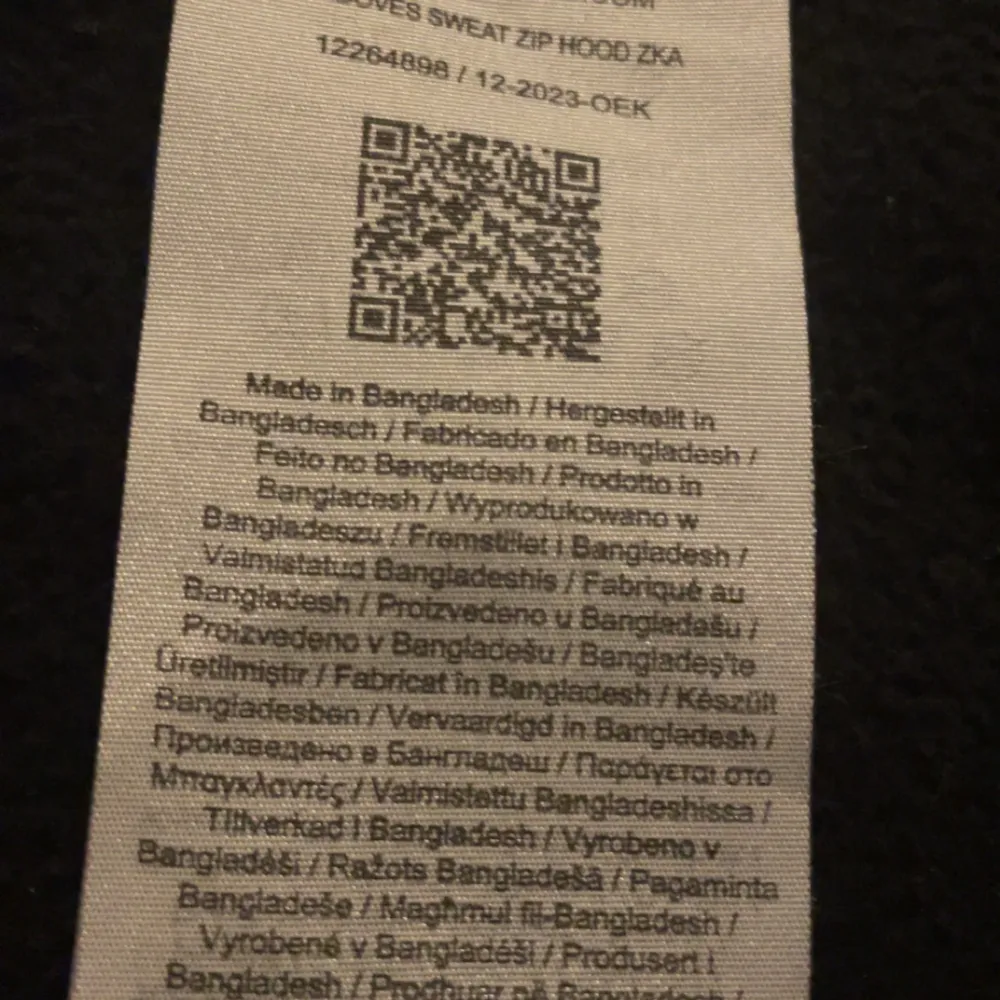 SWEAT ZIP HOOD ZKA
12264898 / 12-2023-OEK
Made in Bangladesh / Hergestellt in
Bangladesch / Fabricado en Bangladesh /
Feito no Bangladesh / Prodotto in
Bangladesh / Wyprodukowano w
Bangladeszu / Fremstillet i Bangladesh /
Valmistatud Bangladeshis / Fabriqué au
Bangladesh / Proizvedeno u Bangladašu /
Proizvedeno v Bangladešu / Bangladeş'te
Üretilmiştir / Fabricat în Bangladesh / Készült
Bangladesben / Vervaardigd in Bangladesh /
Произведено в Бангладеш / Παράγεται στο
Μπαγκλαντές / Valmistettu Bangladeshissa /
Tillverkad i Bangladesh / Vyrobeno v
Bangladéši / Ražots Bangladešā / Pagaminta
Bangladeše / Magħmul fil-Bangladesh /
Vyrobené v Bangladéši / Produsert i
Bangladesh / Prodhuar në Bangladesh /